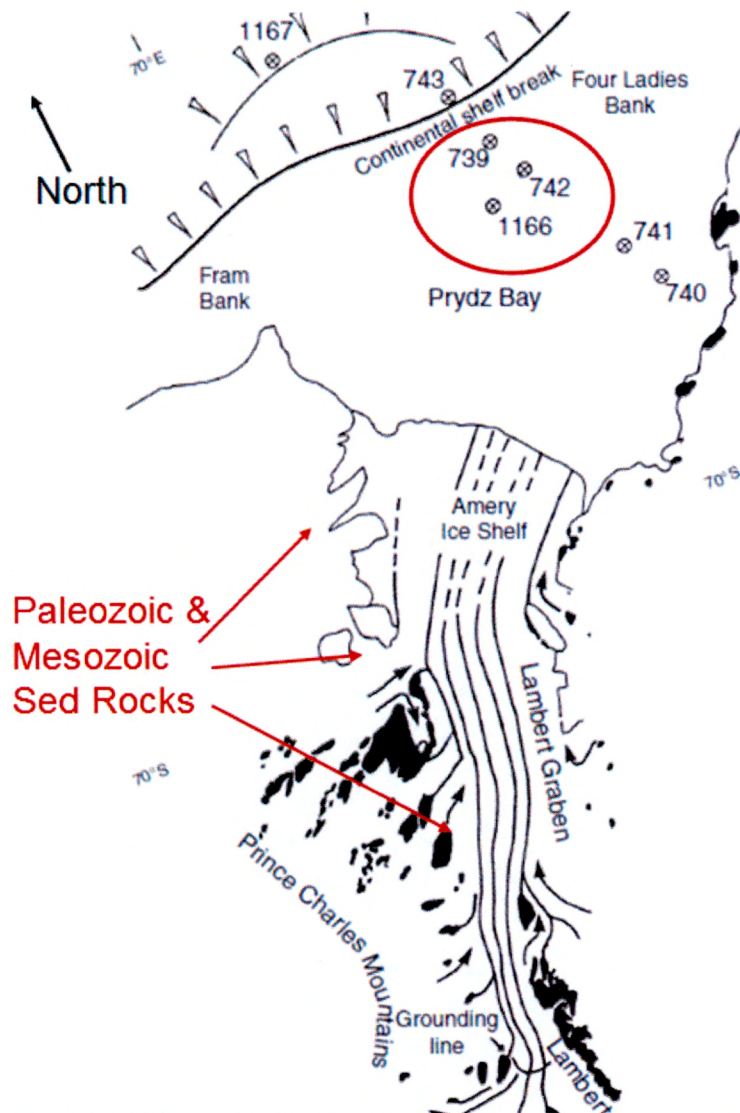 1167
70°E
743
Four Ladies
Bank
Continental shelf break
North
739
742
1166
741
740
Fram
Bank
Prydz Bay
70°S
Amery
Ice Shelf
Paleozoic &
Mesozoic
Sed Rocks
Lambert Graben
70°S
Prince Charles Mountains
Grounding
line
Lambert